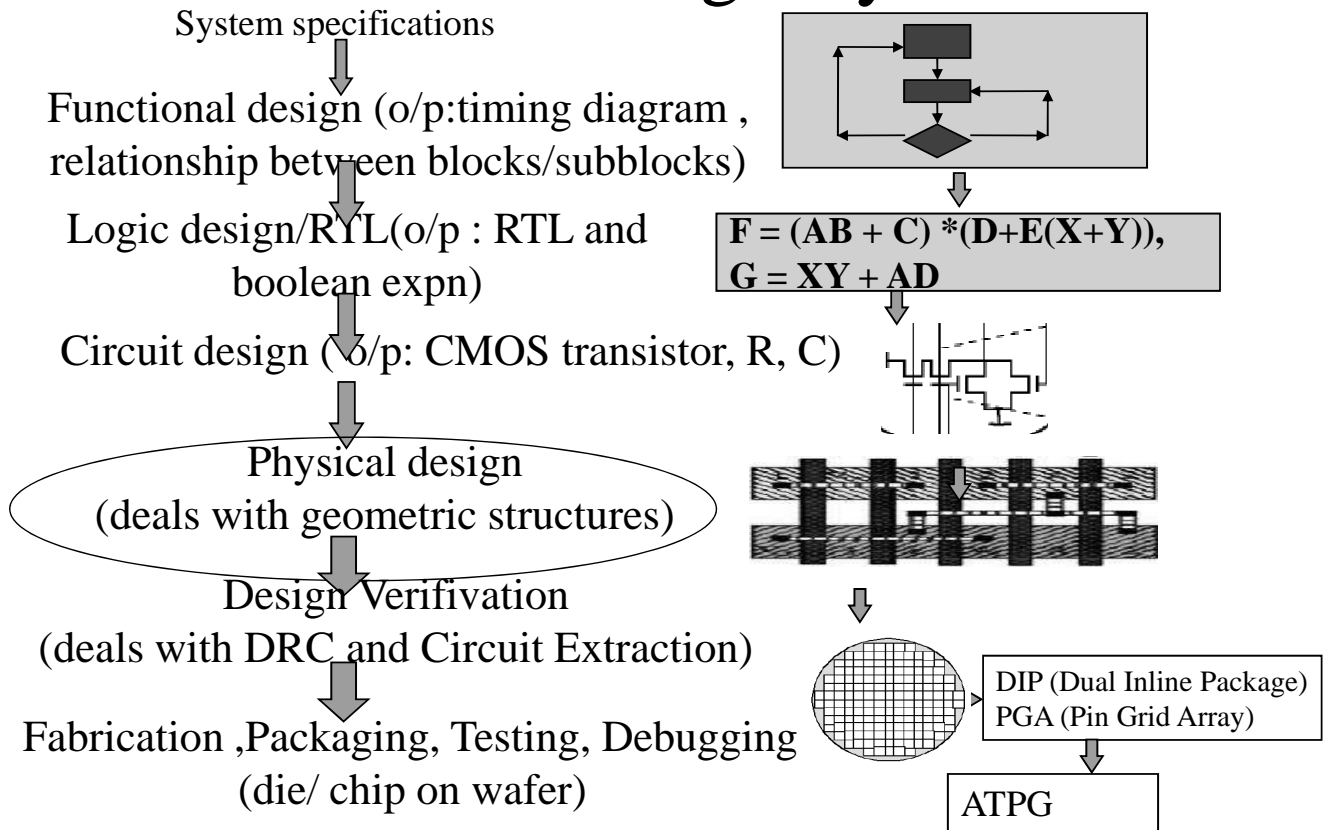 System specifications
Functional design (o/p:timing diagram ,
relationship between blocks/subblocks)
Logic design/RTL(o/p : RTL and
boolean expn)
Circuit design ( o/p: CMOS transistor, R, C)
Physical design
(deals with geometric structures)
Design Verifivation
(deals with DRC and Circuit Extraction)
Fabrication ,Packaging, Testing, Debugging
(die/ chip on wafer)
F = (AB + C) *(D+E(X+Y)),
G = XY + AD
DIP (Dual Inline Package)
PGA (Pin Grid Array)
ATPG